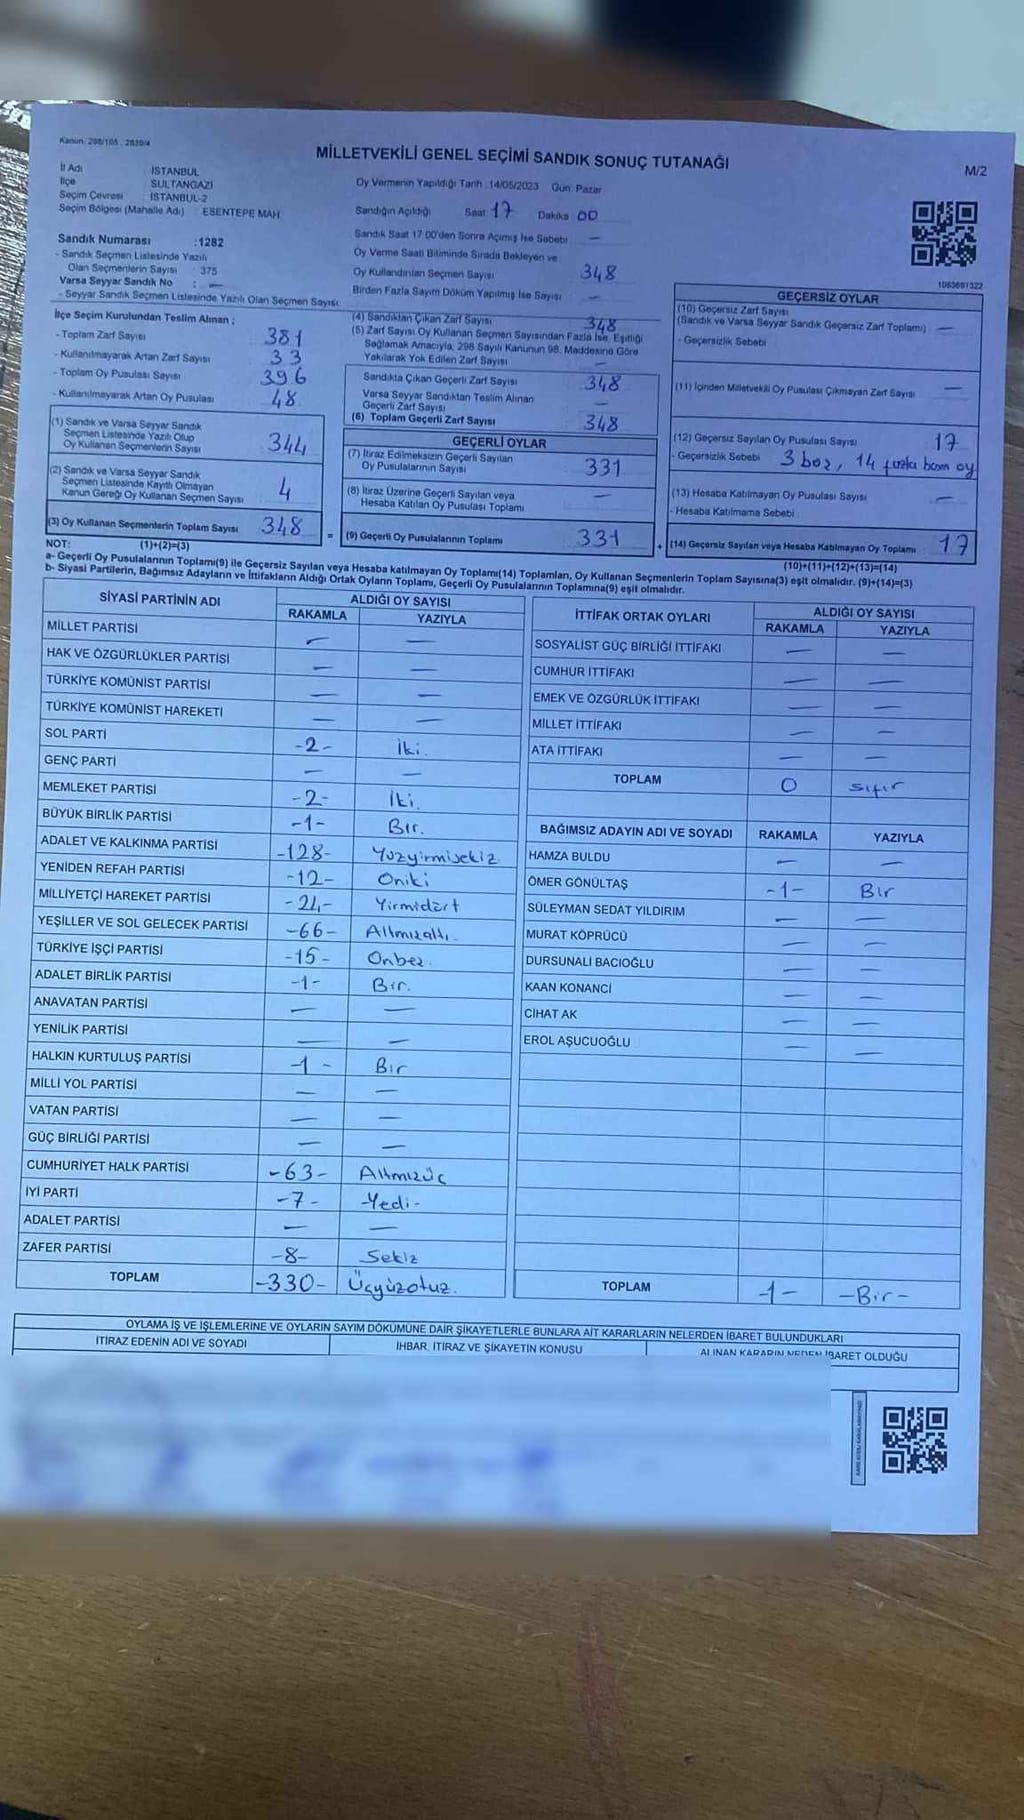 Kanun: 298/105 , 2839/4
MİLLETVEKİLİ GENEL SEÇİMİ SANDIK SONUÇ TUTANAĞI
M/2
İl Adı : İSTANBUL
İlçe : SULTANGAZİ
Seçim Çevresi : İSTANBUL-2
Seçim Bölgesi (Mahalle Adı) : ESENTEPE MAH
Oy Vermenin Yapıldığı Tarih :14/05/2023 Gün: Pazar
Sandığın Açıldığı Saat: 17 Dakika 00
Sandık Saat 17 00'den Sonra Açımış İse Sebebi : —
Oy Verme Saati Bitiminde Sırada Bekleyen ve
Oy Kullandırılan Seçmen Sayısı 348
Birden Fazla Sayım Döküm Yapılmış İse Sayısı —
Sandık Numarası :1282
- Sandık Seçmen Listesinde Yazılı
Olan Seçmenlerin Sayısı : 375
Varsa Seyyar Sandık No : —
- Seyyar Sandık Seçmen Listesinde Yazılı Olan Seçmen Sayısı
1083691322
İlçe Seçim Kurulundan Teslim Alınan ;
- Toplam Zarf Sayısı 381
- Kullanılmayarak Artan Zarf Sayısı 33
- Toplam Oy Pusulası Sayısı 396
- Kullanılmayarak Artan Oy Pusulası 48
(1) Sandık ve Varsa Seyyar Sandık
Seçmen Listesinde Yazılı Olup
Oy Kullanan Seçmenlerin Sayısı 344
(2) Sandık ve Varsa Seyyar Sandık
Seçmen Listesinde Kayıtlı Olmayan
Kanun Gereği Oy Kullanan Seçmen Sayısı 4
(3) Oy Kullanan Seçmenlerin Toplam Sayısı 348
(1)+(2)=(3)
(4) Sandıktan Çıkan Zarf Sayısı 348
(5) Zarf Sayısı Oy Kullanan Seçmen Sayısından Fazla İse, Eşitliği
Sağlamak Amacıyla, 298 Sayılı Kanunun 98. Maddesine Göre
Yakılarak Yok Edilen Zarf Sayısı —
Sandıkta Çıkan Geçerli Zarf Sayısı 348
Varsa Seyyar Sandıktan Teslim Alınan
Geçerli Zarf Sayısı —
(6) Toplam Geçerli Zarf Sayısı 348
GEÇERLİ OYLAR
(7) İtiraz Edilmeksizin Geçerli Sayılan
Oy Pusulalarının Sayısı 331
(8) İtiraz Üzerine Geçerli Sayılan veya
Hesaba Katılan Oy Pusulası Toplamı —
= (9) Geçerli Oy Pusulalarının Toplamı 331
GEÇERSİZ OYLAR
(10) Geçersiz Zarf Sayısı
(Sandık ve Varsa Seyyar Sandık Geçersiz Zarf Toplamı) —
- Geçersizlik Sebebi
(11) İçinden Milletvekili Oy Pusulası Çıkmayan Zarf Sayısı —
(12) Geçersiz Sayılan Oy Pusulası Sayısı 17
- Geçersizlik Sebebi 3 boş, 14 fazla basım oy
(13) Hesaba Katılmayan Oy Pusulası Sayısı —
- Hesaba Katılmama Sebebi
+ (14) Geçersiz Sayılan veya Hesaba Katılmayan Oy Toplamı 17
(10)+(11)+(12)+(13)=(14)
NOT:
a- Geçerli Oy Pusulalarının Toplamı(9) ile Geçersiz Sayılan veya Hesaba katılmayan Oy Toplamı(14) Toplamları, Oy Kullanan Seçmenlerin Toplam Sayısına(3) eşit olmalıdır. (9)+(14)=(3)
b- Siyasi Partilerin, Bağımsız Adayların ve İttifakların Aldığı Ortak Oyların Toplamı, Geçerli Oy Pusulalarının Toplamına(9) eşit olmalıdır.
SİYASİ PARTİNİN ADI ALDIĞI OY SAYISI
RAKAMLA YAZIYLA
MİLLET PARTİSİ — —
HAK VE ÖZGÜRLÜKLER PARTİSİ — —
TÜRKİYE KOMÜNİST PARTİSİ — —
TÜRKİYE KOMÜNİST HAREKETİ — —
SOL PARTİ -2- İki.
GENÇ PARTİ — —
MEMLEKET PARTİSİ -2- İki.
BÜYÜK BİRLİK PARTİSİ -1- Bir.
ADALET VE KALKINMA PARTİSİ -128- Yüzyirmisekiz
YENİDEN REFAH PARTİSİ -12- Oniki
MİLLİYETÇİ HAREKET PARTİSİ -24- Yirmidört
YEŞİLLER VE SOL GELECEK PARTİSİ -66- Altmışaltı.
TÜRKİYE İŞÇİ PARTİSİ -15- Onbeş.
ADALET BİRLİK PARTİSİ -1- Bir.
ANAVATAN PARTİSİ — —
YENİLİK PARTİSİ — —
HALKIN KURTULUŞ PARTİSİ -1- Bir
MİLLİ YOL PARTİSİ — —
VATAN PARTİSİ — —
GÜÇ BİRLİĞİ PARTİSİ — —
CUMHURİYET HALK PARTİSİ -63- Altmışüç
İYİ PARTİ -7- -Yedi-
ADALET PARTİSİ — —
ZAFER PARTİSİ -8- Sekiz
TOPLAM -330- Üçyüzotuz.
İTTİFAK ORTAK OYLARI ALDIĞI OY SAYISI
RAKAMLA YAZIYLA
SOSYALİST GÜÇ BİRLİĞİ İTTİFAKI — —
CUMHUR İTTİFAKI — —
EMEK VE ÖZGÜRLÜK İTTİFAKI — —
MİLLET İTTİFAKI — —
ATA İTTİFAKI — —
TOPLAM 0 sıfır
BAĞIMSIZ ADAYIN ADI VE SOYADI RAKAMLA YAZIYLA
HAMZA BULDU — —
ÖMER GÖNÜLTAŞ -1- Bir
SÜLEYMAN SEDAT YILDIRIM — —
MURAT KÖPRÜCÜ — —
DURSUNALİ BACIOĞLU — —
KAAN KONANCİ — —
CİHAT AK — —
EROL AŞUCUOĞLU — —
TOPLAM -1- -Bir-
OYLAMA İŞ VE İŞLEMLERİNE VE OYLARIN SAYIM DÖKÜMÜNE DAİR ŞİKAYETLERLE BUNLARA AİT KARARLARIN NELERDEN İBARET BULUNDUKLARI
İTİRAZ EDENİN ADI VE SOYADI İHBAR, İTİRAZ VE ŞİKAYETİN KONUSU ALINAN KARARIN NEDEN İBARET OLDUĞU